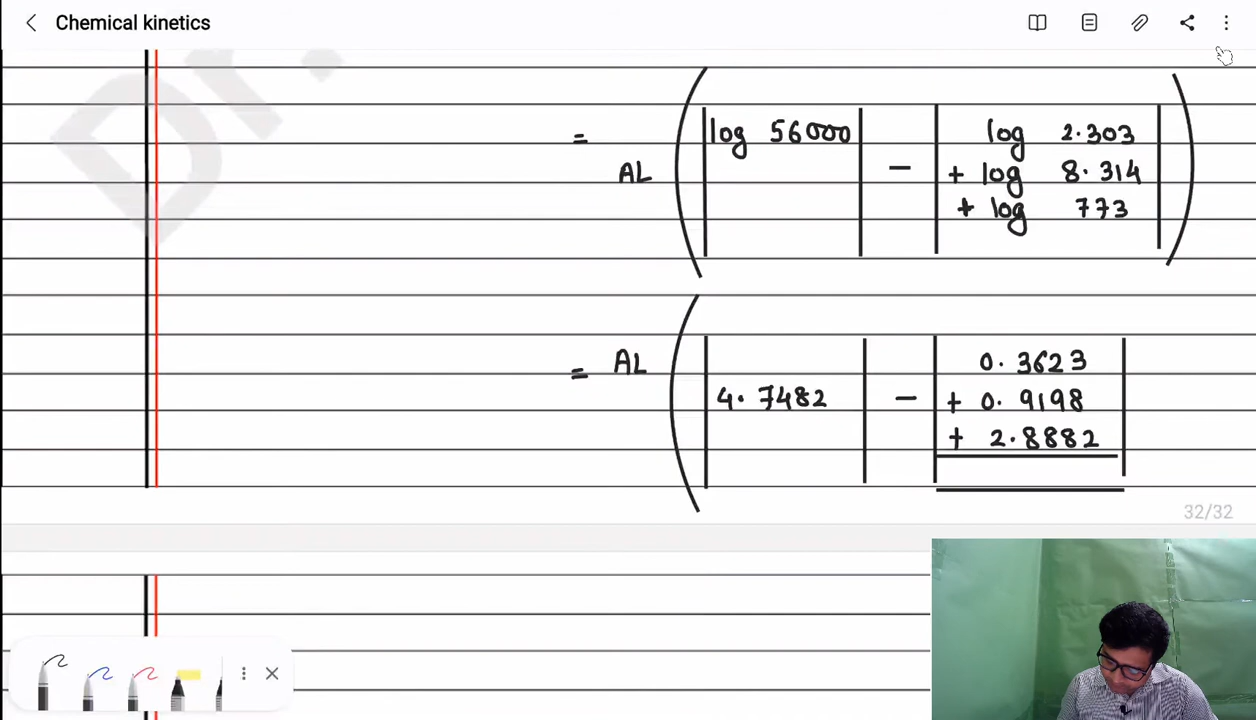 Chemical kinetics
Dr.
= AL ( | log 56000 | − | log 2.303
+ log 8.314
+ log 773 | )
= AL ( | 4.7482 | − | 0.3623
+ 0.9198
+ 2.8882 |
32/32